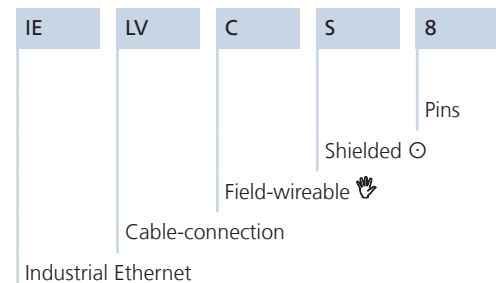 IE LV C S 8
Pins
Shielded ⊙
Field-wireable
Cable-connection
Industrial Ethernet